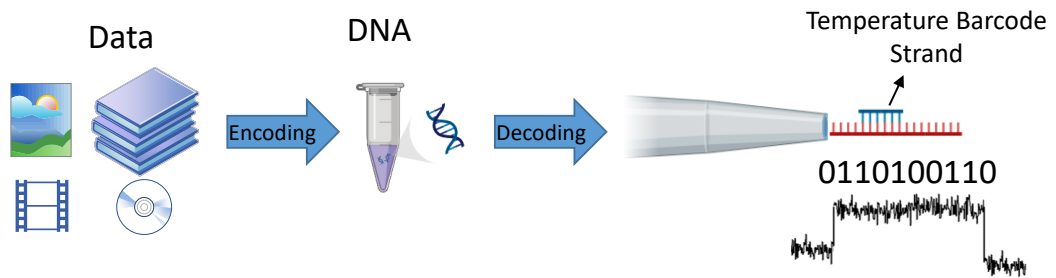 Data
DNA
Temperature Barcode
Strand
Encoding
Decoding
0110100110